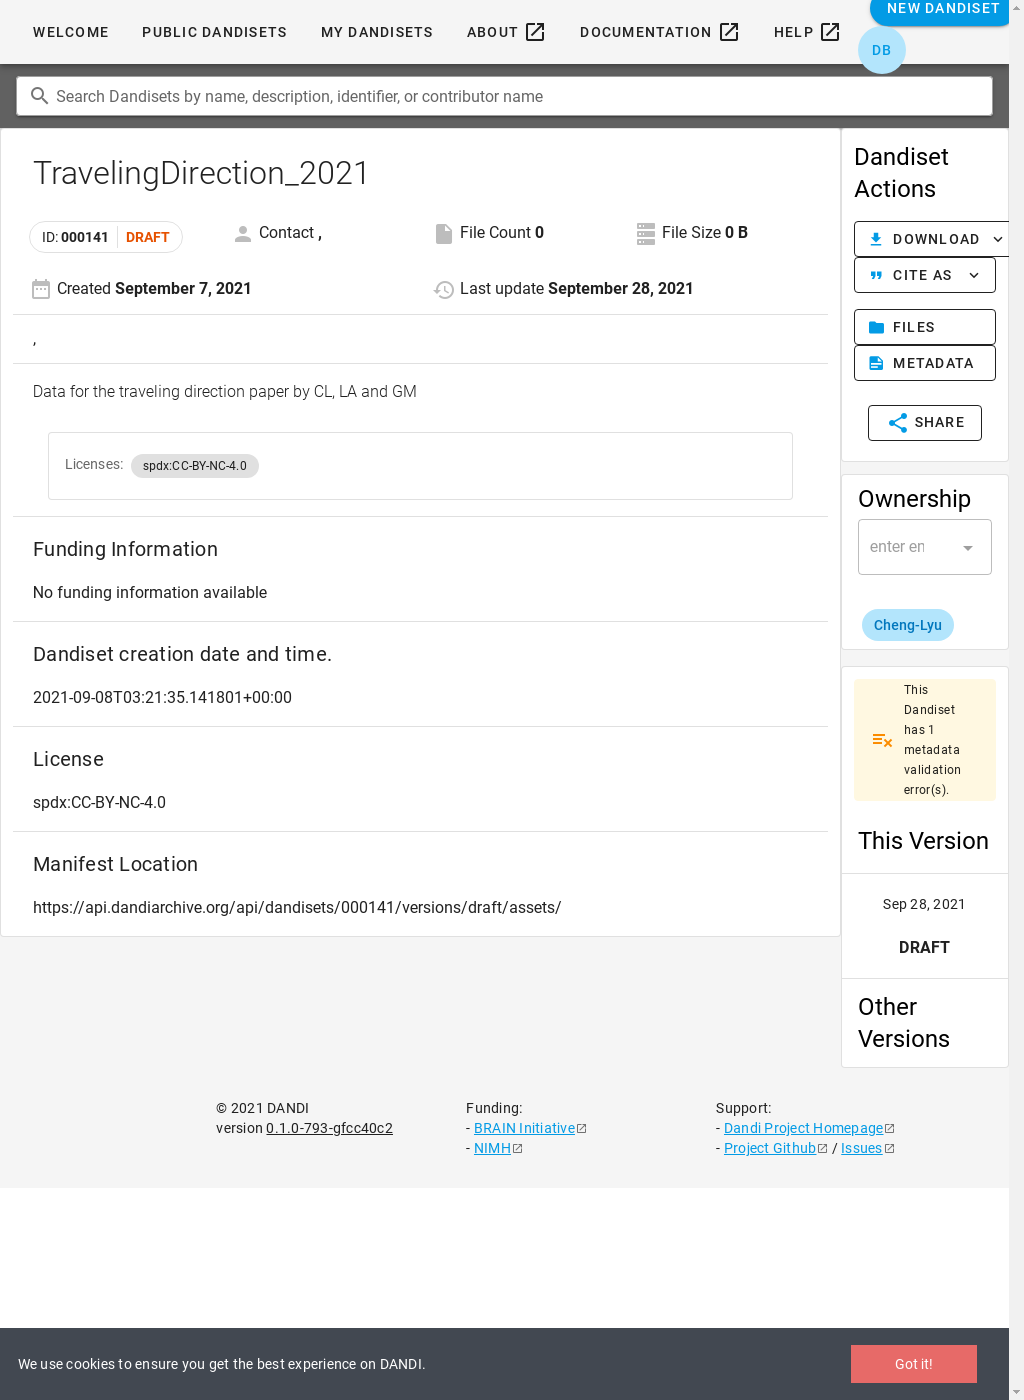 WELCOME PUBLIC DANDISETS MY DANDISETS ABOUT DOCUMENTATION HELP NEW DANDISET
DB
Search Dandisets by name, description, identifier, or contributor name
TravelingDirection_2021
ID: 000141 DRAFT Contact , File Count 0 File Size 0 B
Created September 7, 2021 Last update September 28, 2021
,
Data for the traveling direction paper by CL, LA and GM
Licenses: spdx:CC-BY-NC-4.0
Funding Information
No funding information available
Dandiset creation date and time.
2021-09-08T03:21:35.141801+00:00
License
spdx:CC-BY-NC-4.0
Manifest Location
https://api.dandiarchive.org/api/dandisets/000141/versions/draft/assets/
Dandiset
Actions
DOWNLOAD
CITE AS
FILES
METADATA
SHARE
Ownership
enter en
Cheng-Lyu
This
Dandiset
has 1
metadata
validation
error(s).
This Version
Sep 28, 2021
DRAFT
Other
Versions
© 2021 DANDI
version 0.1.0-793-gfcc40c2
Funding:
- BRAIN Initiative
- NIMH
Support:
- Dandi Project Homepage
- Project Github / Issues
We use cookies to ensure you get the best experience on DANDI. Got it!